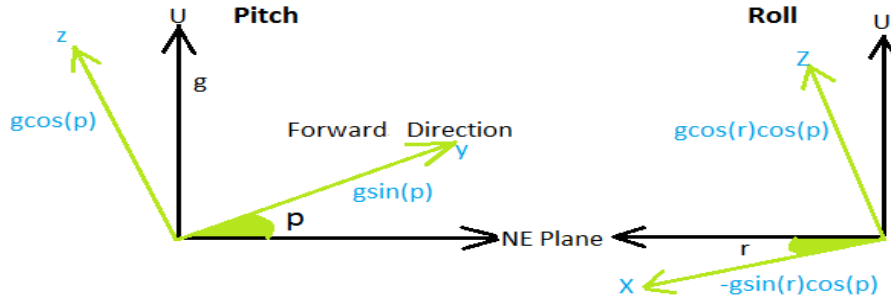 Pitch
U
z
g
gcos(p)
Forward Direction
y
gsin(p)
p
NE Plane
Roll
U
Z
gcos(r)cos(p)
r
X
-gsin(r)cos(p)